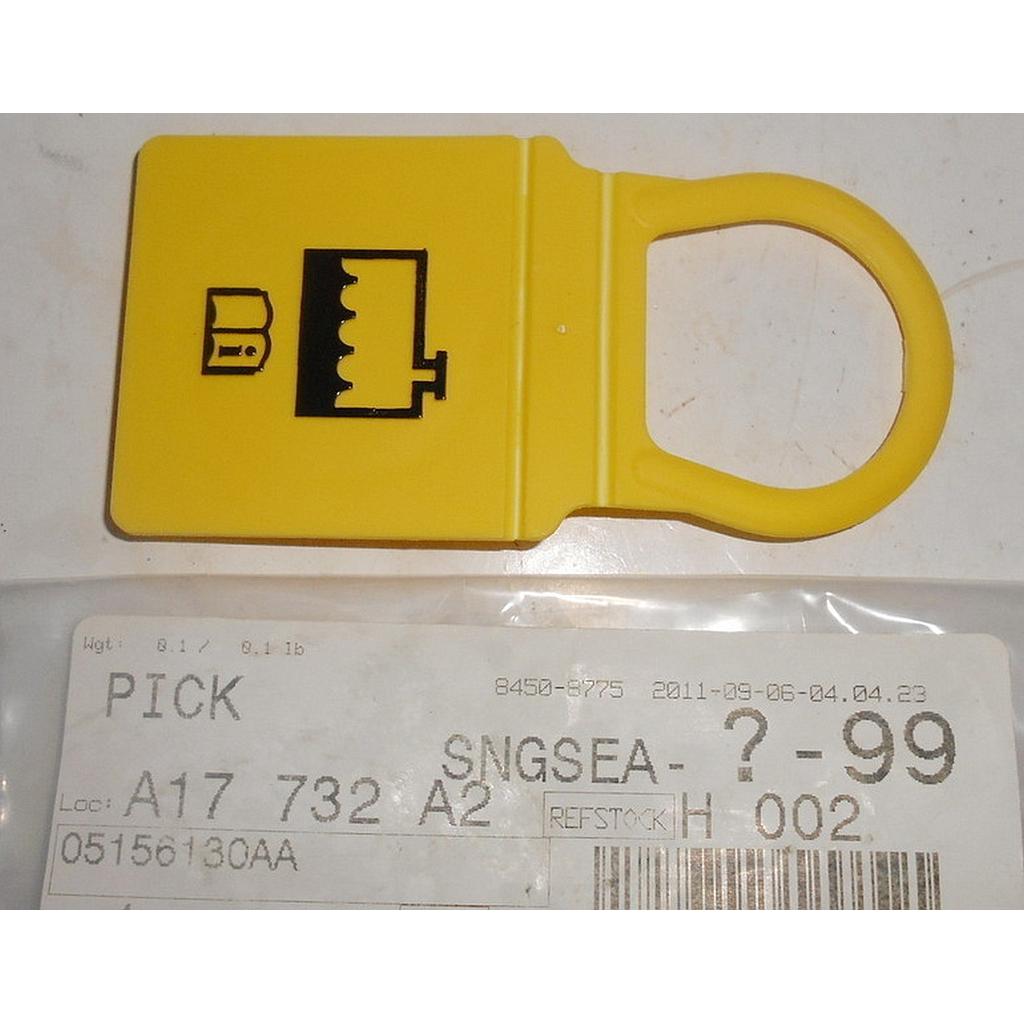 i
Wgt: 0.1 / 0.1 lb
PICK
8450-8775 2011-09-06-04.04.23
SNGSEA- ? -99
Loc: A17 732 A2 REFSTOCK H 002
05156130AA